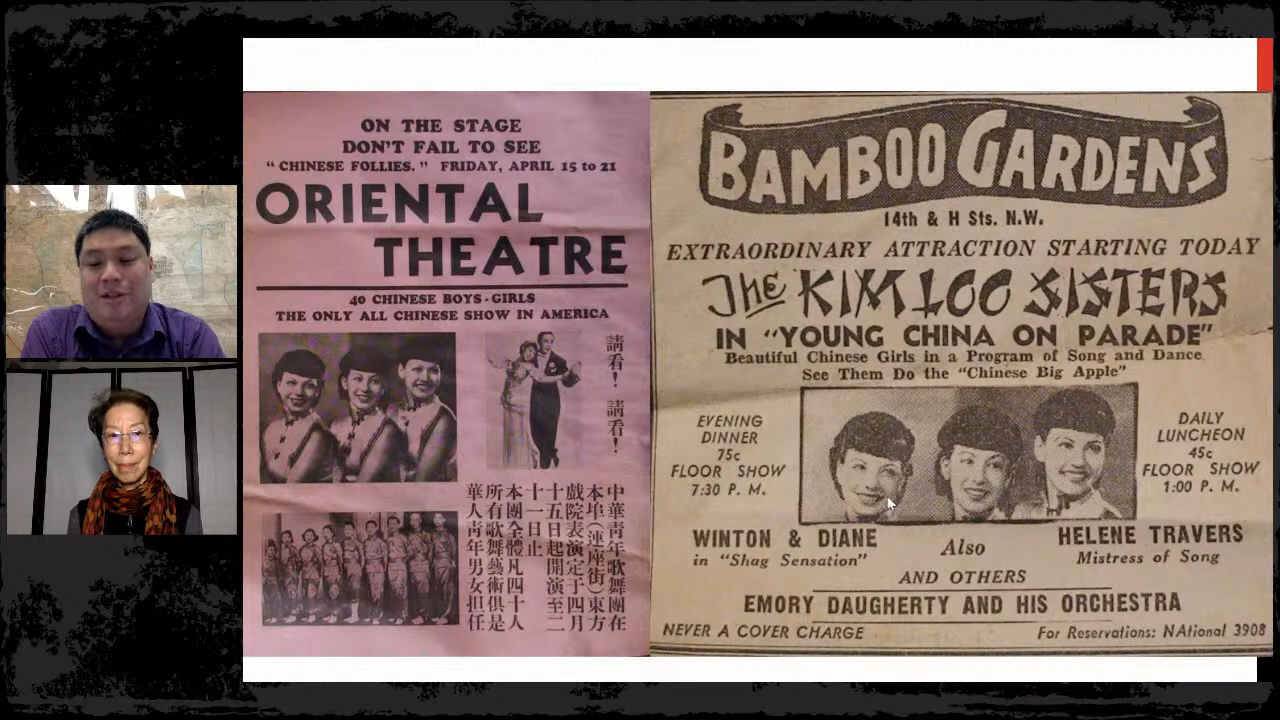 ON THE STAGE
DON'T FAIL TO SEE
"CHINESE FOLLIES." FRIDAY, APRIL 15 to 21
ORIENTAL
THEATRE
40 CHINESE BOYS-GIRLS
THE ONLY ALL CHINESE SHOW IN AMERICA
請看！請看！
中華青年歌舞團在
本埠（連座街）東方
戲院表演定于四月
十五日起開演至二
十一日止
本團全體凡四十人
所有歌舞藝術俱是
華人青年男女担任
BAMBOO GARDENS
14th & H Sts. N.W.
EXTRAORDINARY ATTRACTION STARTING TODAY
The KIM LOO SISTERS
IN "YOUNG CHINA ON PARADE"
Beautiful Chinese Girls in a Program of Song and Dance
See Them Do the "Chinese Big Apple"
EVENING
DINNER
75c
FLOOR SHOW
7:30 P. M.
DAILY
LUNCHEON
45c
FLOOR SHOW
1:00 P. M.
WINTON & DIANE
in "Shag Sensation"
Also
HELENE TRAVERS
Mistress of Song
AND OTHERS
EMORY DAUGHERTY AND HIS ORCHESTRA
NEVER A COVER CHARGE
For Reservations: NAtional 3908